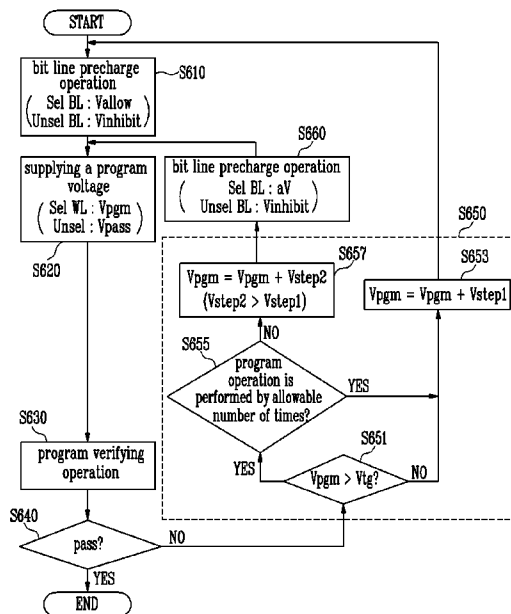 START
S610
bit line precharge
operation
( Sel BL : Vallow
Unsel BL : Vinhibit )
S660
supplying a program
voltage
( Sel WL : Vpgm
Unsel : Vpass )
S620
bit line precharge operation
( Sel BL : aV
Unsel BL : Vinhibit )
S650
S657
Vpgm = Vpgm + Vstep2
(Vstep2 > Vstep1)
S653
Vpgm = Vpgm + Vstep1
NO
S655
program
operation is
performed by allowable
number of times?
YES
S630
program verifying
operation
S651
YES
Vpgm > Vtg?
NO
S640
pass?
NO
YES
END